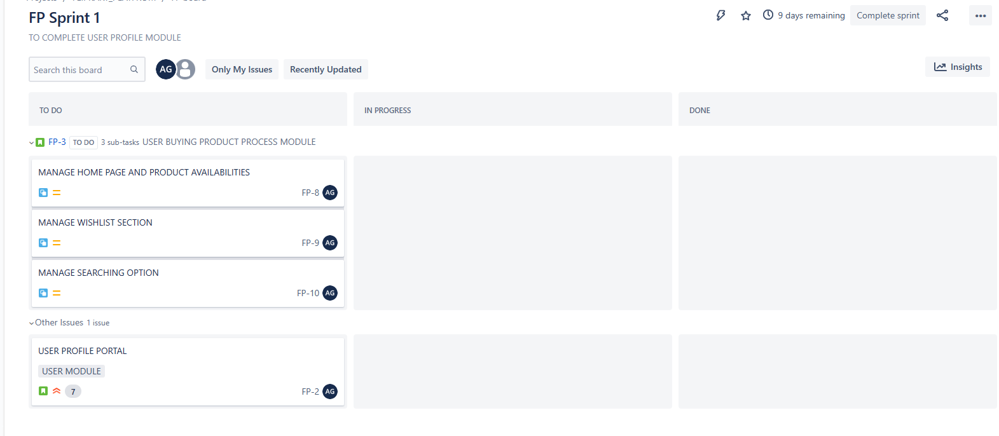 FP Sprint 1
9 days remaining
Complete sprint
TO COMPLETE USER PROFILE MODULE
Search this board
AG
Only My Issues
Recently Updated
Insights
TO DO
IN PROGRESS
DONE
FP-3 TO DO 3 sub-tasks USER BUYING PRODUCT PROCESS MODULE
MANAGE HOME PAGE AND PRODUCT AVAILABILITIES
FP-8 AG
MANAGE WISHLIST SECTION
FP-9 AG
MANAGE SEARCHING OPTION
FP-10 AG
Other Issues 1 issue
USER PROFILE PORTAL
USER MODULE
7 FP-2 AG